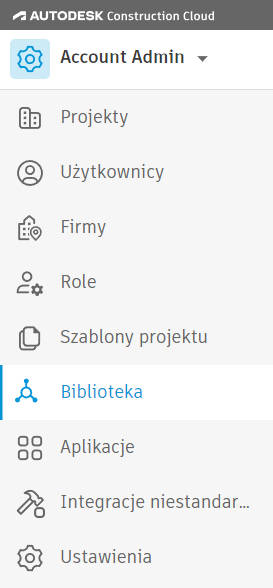 AUTODESK Construction Cloud
Account Admin
Projekty
Użytkownicy
Firmy
Role
Szablony projektu
Biblioteka
Aplikacje
Integracje niestandar...
Ustawienia